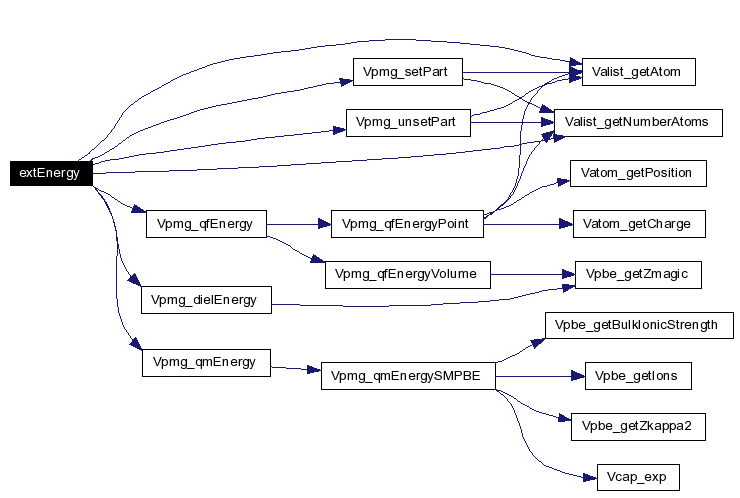 Vpmg_setPart
Valist_getAtom
Vpmg_unsetPart
Valist_getNumberAtoms
extEnergy
Vatom_getPosition
Vpmg_qfEnergy
Vpmg_qfEnergyPoint
Vatom_getCharge
Vpmg_qfEnergyVolume
Vpbe_getZmagic
Vpmg_dielEnergy
Vpbe_getBulkIonicStrength
Vpmg_qmEnergy
Vpmg_qmEnergySMPBE
Vpbe_getIons
Vpbe_getZkappa2
Vcap_exp